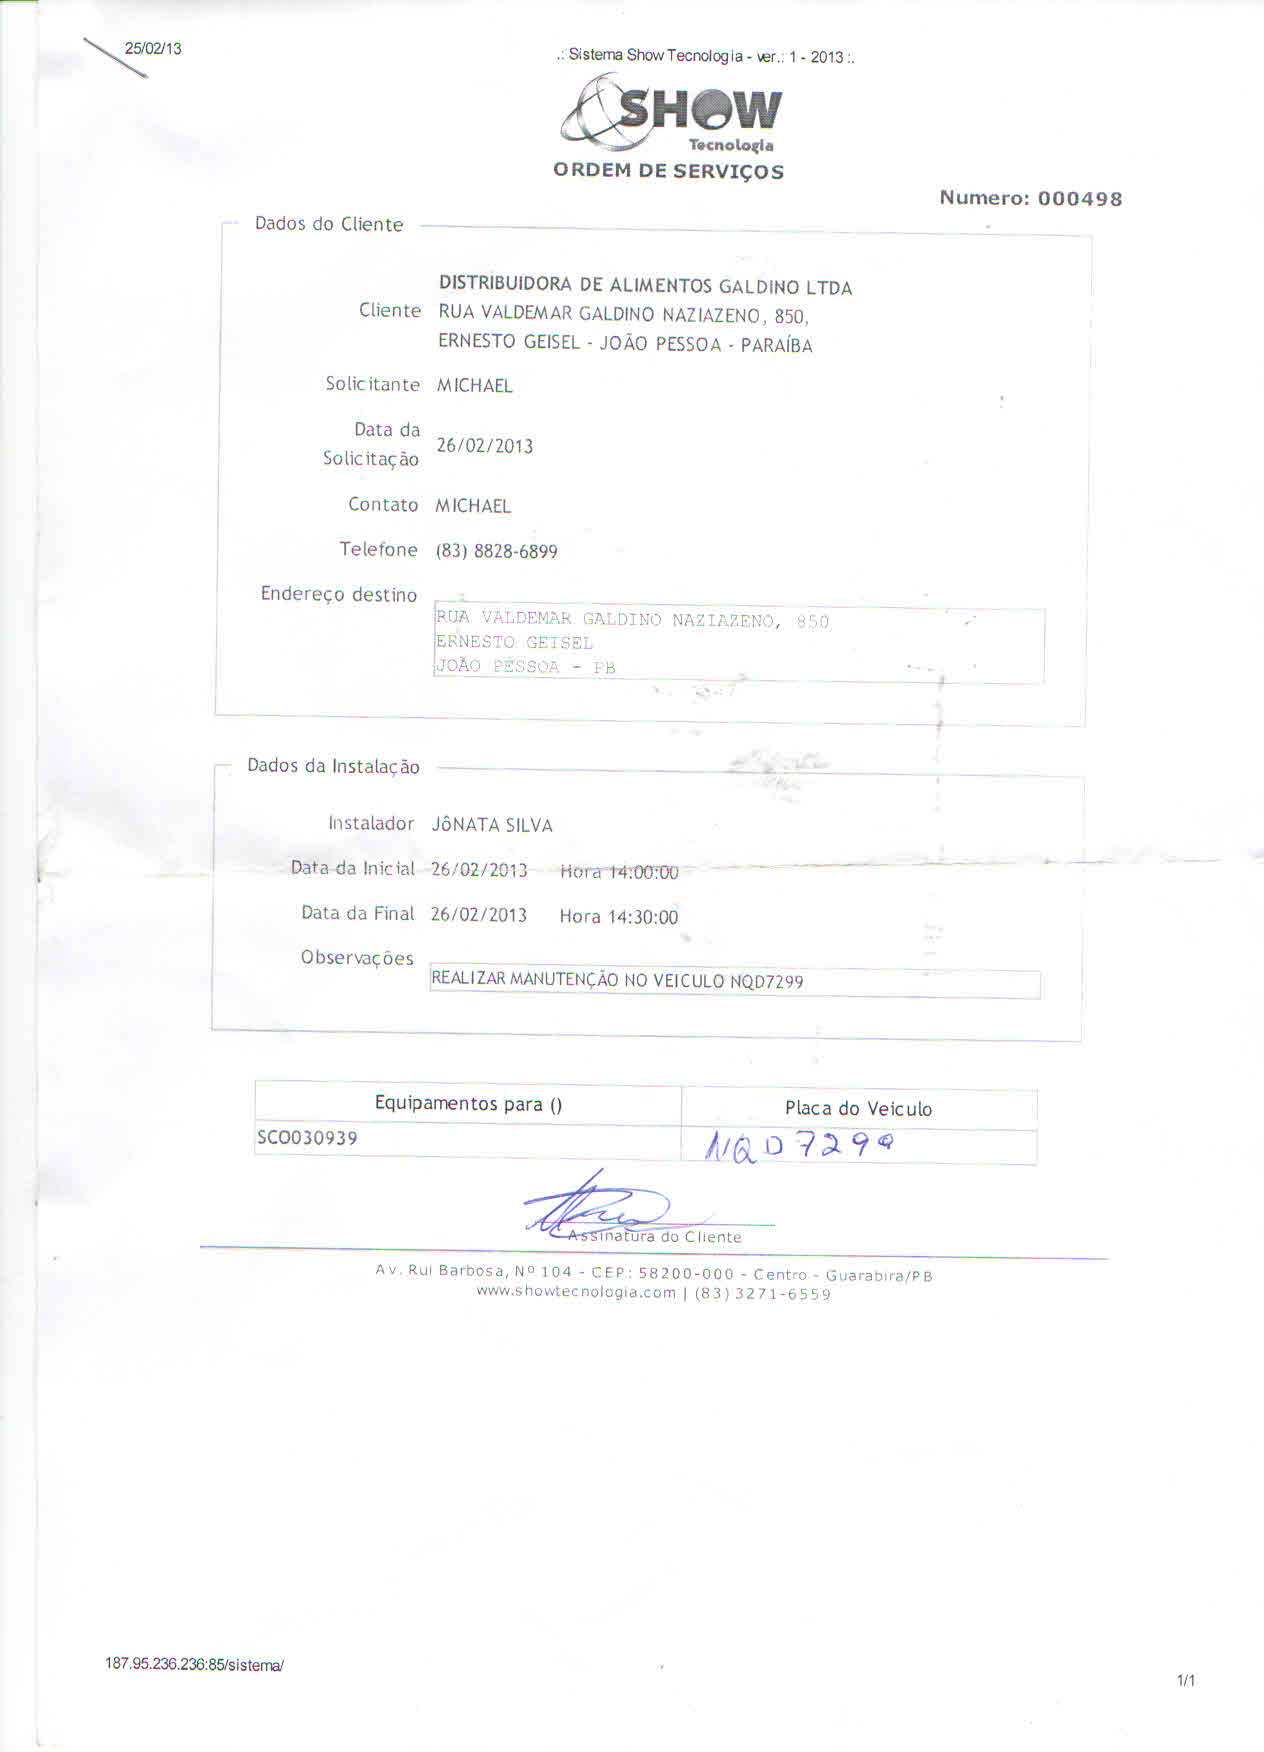 25/02/13
.: Sistema Show Tecnologia - ver.: 1 - 2013 :.
SHOW
Tecnologia
ORDEM DE SERVIÇOS
Numero: 000498
Dados do Cliente
DISTRIBUIDORA DE ALIMENTOS GALDINO LTDA
Cliente RUA VALDEMAR GALDINO NAZIAZENO, 850,
ERNESTO GEISEL - JOÃO PESSOA - PARAÍBA
Solicitante MICHAEL
Data da
Solicitação 26/02/2013
Contato MICHAEL
Telefone (83) 8828-6899
Endereço destino
RUA VALDEMAR GALDINO NAZIAZENO, 850
ERNESTO GEISEL
JOÃO PESSOA - PB
Dados da Instalação
Instalador JÔNATA SILVA
Data da Inicial 26/02/2013 Hora 14:00:00
Data da Final 26/02/2013 Hora 14:30:00
Observações
REALIZAR MANUTENÇÃO NO VEICULO NQD7299
Equipamentos para () Placa do Veiculo
SCO030939 NQD7299
Assinatura do Cliente
Av. Rui Barbosa, Nº 104 - CEP: 58200-000 - Centro - Guarabira/PB
www.showtecnologia.com | (83) 3271-6559
187.95.236.236:85/sistema/
1/1